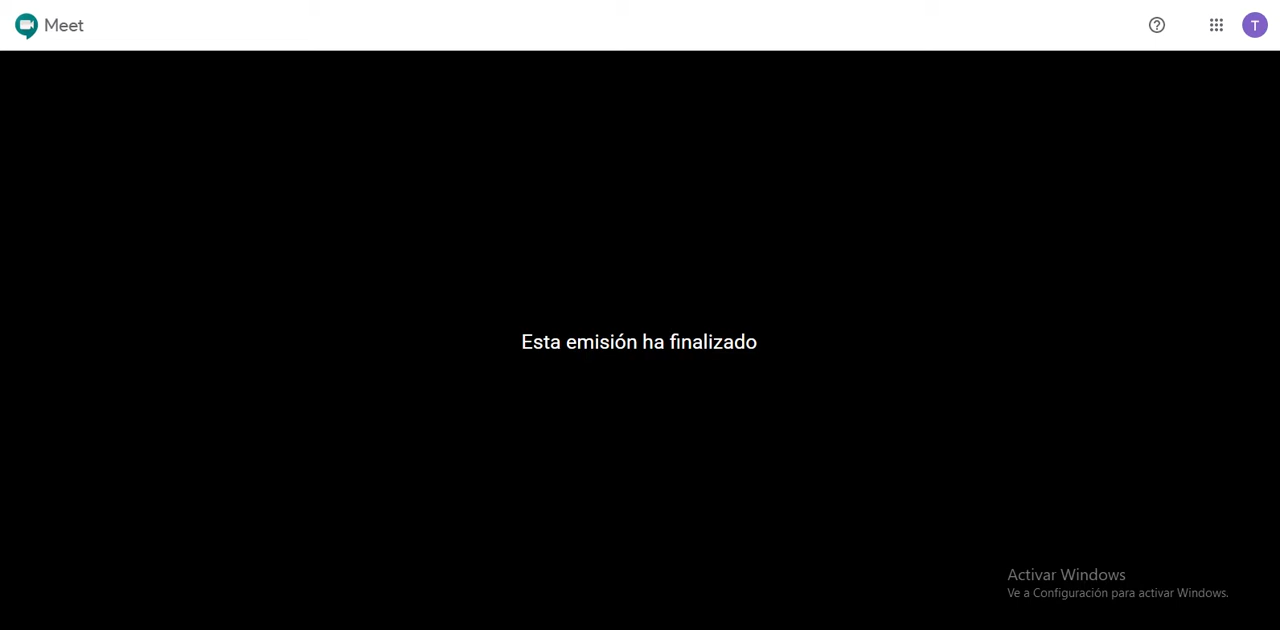 Meet
T
Esta emisión ha finalizado
Activar Windows
Ve a Configuración para activar Windows.